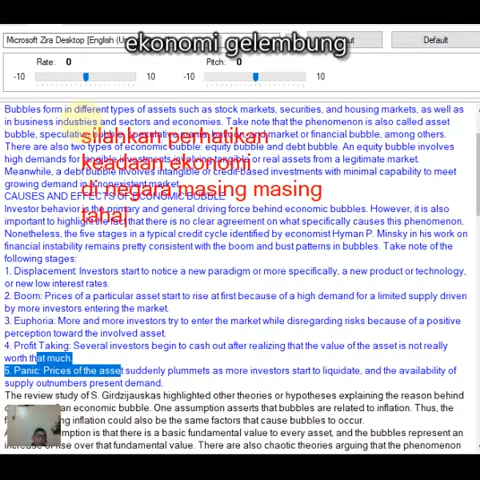 ekonomi gelembung
Microsoft Zira Desktop [English (Un
ut
Default
Rate: 0
Pitch: 0
-10 10 -10 10
Bubbles form in different types of assets such as stock markets, securities, and housing markets, as well as
in business industries and sectors and economies. Take note that the phenomenon is also called asset
bubble, speculative bubble, speculative mania, and market or financial bubble, among others.
There are also two types of economic bubble: equity bubble and debt bubble. An equity bubble involves
high demands for tangible investments involving tangible or real assets from a legitimate market.
Meanwhile, a debt bubble involves intangible or credit-based investments with minimal capability to meet
growing demand in a nonexistent market.
CAUSES AND EFFECTS OF ECONOMIC BUBBLE
Investor behavior is the primary and general driving force behind economic bubbles. However, it is also
important to highlight the fact that there is no clear agreement on what specifically causes this phenomenon.
Nonetheless, the five stages in a typical credit cycle identified by economist Hyman P. Minsky in his work on
financial instability remains pretty consistent with the boom and bust patterns in bubbles. Take note of the
following stages:
1. Displacement: Investors start to notice a new paradigm or more specifically, a new product or technology,
or new low interest rates.
2. Boom: Prices of a particular asset start to rise at first because of a high demand for a limited supply driven
by more investors entering the market.
3. Euphoria: More and more investors try to enter the market while disregarding risks because of a positive
perception toward the involved asset.
4. Profit Taking: Several investors begin to cash out after realizing that the value of the asset is not really
worth that much.
5. Panic: Prices of the asset suddenly plummets as more investors start to liquidate, and the availability of
supply outnumbers present demand.
The review study of S. Girdzijauskas highlighted other theories or hypotheses explaining the reason behind
an economic bubble. One assumption asserts that bubbles are related to inflation. Thus, the
ing inflation could also be the same factors that cause bubbles to occur.
mption is that there is a basic fundamental value to every asset, and the bubbles represent an
rise over that fundamental value. There are also chaotic theories arguing that the phenomenon
silahkan perhatikan
keadaan ekonomi
di negara masing masing
tahai